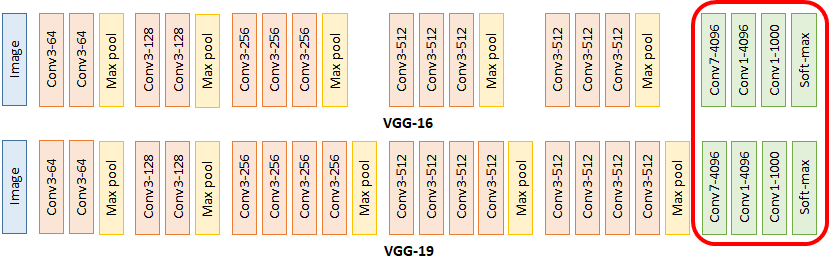 Image
Conv3-64
Conv3-64
Max pool
Conv3-128
Conv3-128
Max pool
Conv3-256
Conv3-256
Conv3-256
Max pool
Conv3-512
Conv3-512
Conv3-512
Max pool
Conv3-512
Conv3-512
Conv3-512
Max pool
Conv7-4096
Conv1-4096
Conv1-1000
Soft-max
VGG-16
Image
Conv3-64
Conv3-64
Max pool
Conv3-128
Conv3-128
Max pool
Conv3-256
Conv3-256
Conv3-256
Conv3-256
Max pool
Conv3-512
Conv3-512
Conv3-512
Conv3-512
Max pool
Conv3-512
Conv3-512
Conv3-512
Conv3-512
Max pool
Conv7-4096
Conv1-4096
Conv1-1000
Soft-max
VGG-19